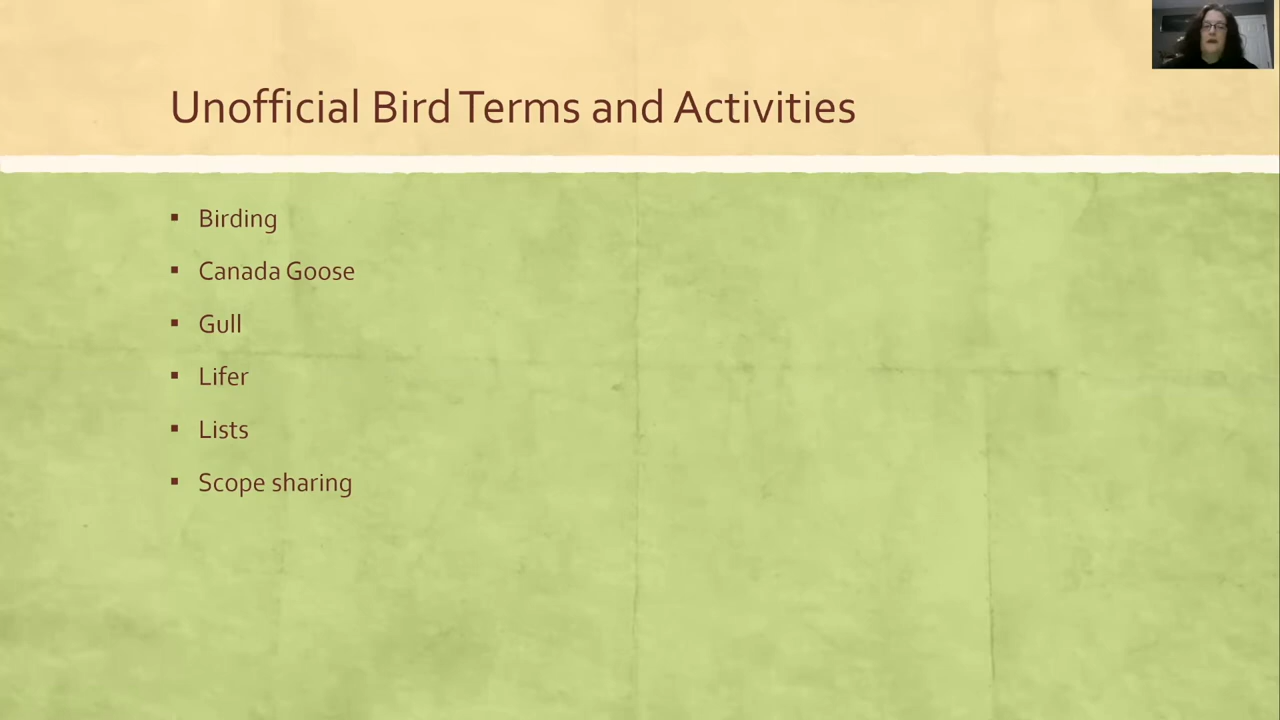 Unofficial Bird Terms and Activities
▪ Birding
▪ Canada Goose
▪ Gull
▪ Lifer
▪ Lists
▪ Scope sharing